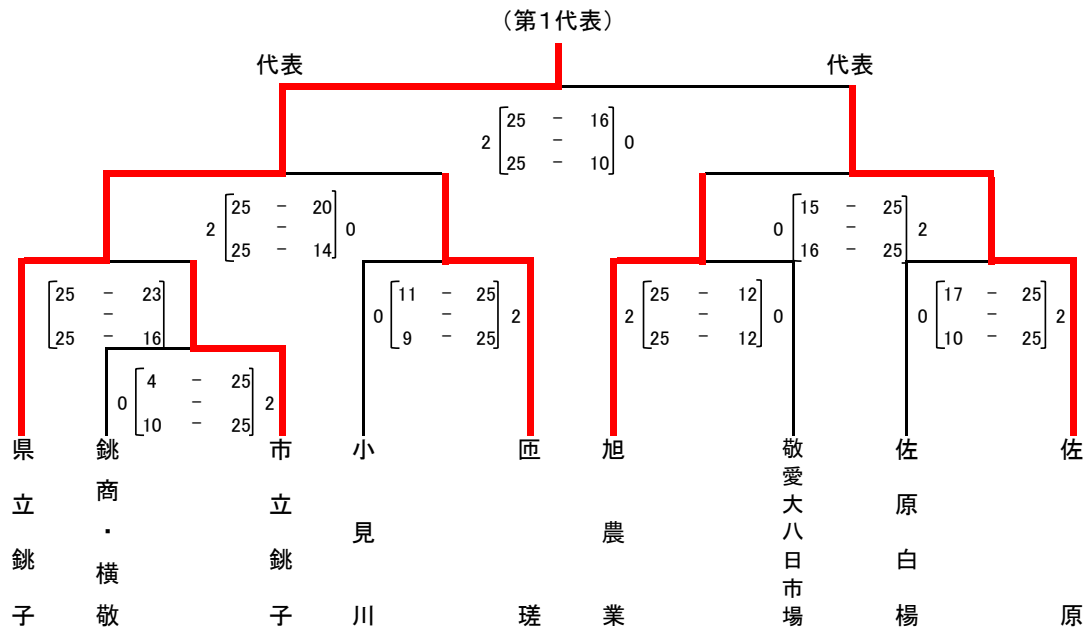 （第１代表）
代表
代表
2 25 - 16 0
-
25 - 10
2 25 - 20 0
-
25 - 14
0 15 - 25 2
-
16 - 25
25 - 23
-
25 - 16
0 11 - 25 2
-
9 - 25
2 25 - 12 0
-
25 - 12
0 17 - 25 2
-
10 - 25
0 4 - 25 2
-
10 - 25
県立銚子
銚商・横敬
市立銚子
小見川
匝瑳
旭農業
敬愛大八日市場
佐原白楊
佐原